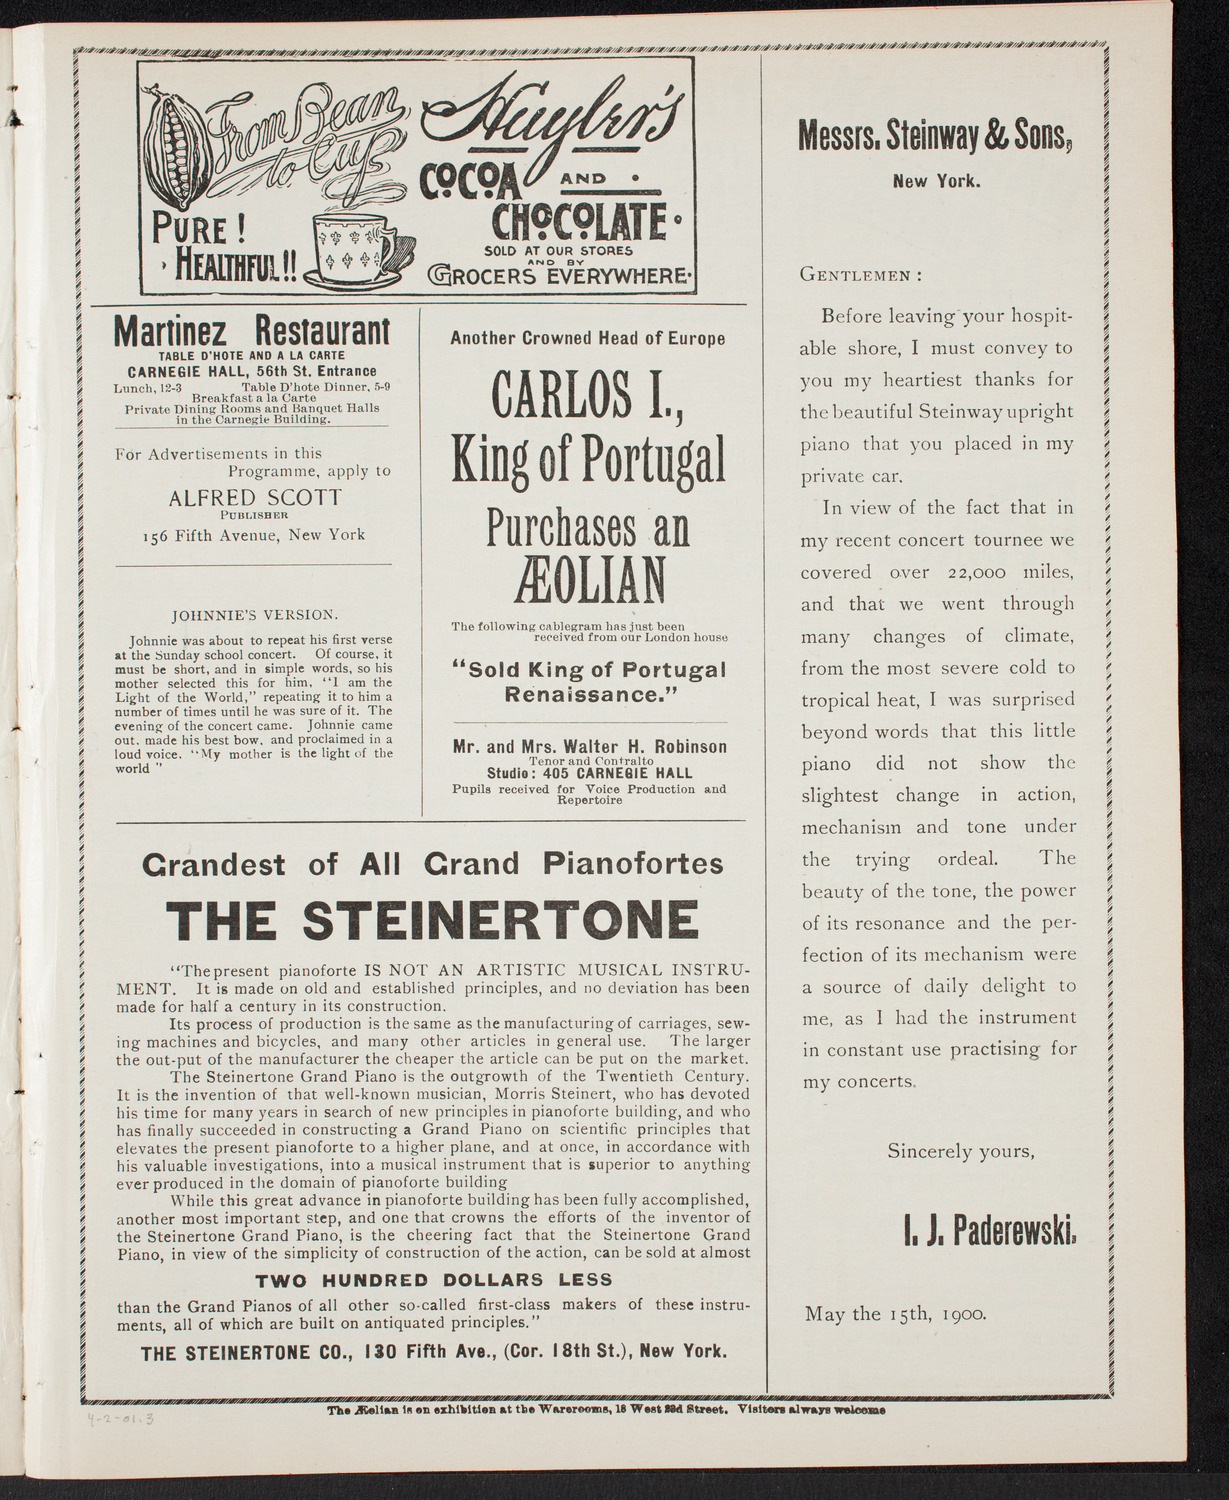 From Bean
to Cup
PURE!
HEALTHFUL!!
Huyler's
COCOA AND
CHOCOLATE
SOLD AT OUR STORES
AND BY
GROCERS EVERYWHERE
Martinez Restaurant
TABLE D'HOTE AND A LA CARTE
CARNEGIE HALL, 56th St. Entrance
Lunch, 12-3 Table D'hote Dinner, 5-9
Breakfast a la Carte
Private Dining Rooms and Banquet Halls
in the Carnegie Building.
For Advertisements in this
Programme, apply to
ALFRED SCOTT
PUBLISHER
156 Fifth Avenue, New York
JOHNNIE'S VERSION.
Johnnie was about to repeat his first verse
at the Sunday school concert. Of course, it
must be short, and in simple words, so his
mother selected this for him, "I am the
Light of the World," repeating it to him a
number of times until he was sure of it. The
evening of the concert came. Johnnie came
out, made his best bow, and proclaimed in a
loud voice, "My mother is the light of the
world "
Another Crowned Head of Europe
CARLOS I.,
King of Portugal
Purchases an
ÆOLIAN
The following cablegram has just been
received from our London house
"Sold King of Portugal
Renaissance."
Mr. and Mrs. Walter H. Robinson
Tenor and Contralto
Studio: 405 CARNEGIE HALL
Pupils received for Voice Production and
Repertoire
Grandest of All Grand Pianofortes
THE STEINERTONE
"The present pianoforte IS NOT AN ARTISTIC MUSICAL INSTRU-
MENT. It is made on old and established principles, and no deviation has been
made for half a century in its construction.
Its process of production is the same as the manufacturing of carriages, sew-
ing machines and bicycles, and many other articles in general use. The larger
the out-put of the manufacturer the cheaper the article can be put on the market.
The Steinertone Grand Piano is the outgrowth of the Twentieth Century.
It is the invention of that well-known musician, Morris Steinert, who has devoted
his time for many years in search of new principles in pianoforte building, and who
has finally succeeded in constructing a Grand Piano on scientific principles that
elevates the present pianoforte to a higher plane, and at once, in accordance with
his valuable investigations, into a musical instrument that is superior to anything
ever produced in the domain of pianoforte building
While this great advance in pianoforte building has been fully accomplished,
another most important step, and one that crowns the efforts of the inventor of
the Steinertone Grand Piano, is the cheering fact that the Steinertone Grand
Piano, in view of the simplicity of construction of the action, can be sold at almost
TWO HUNDRED DOLLARS LESS
than the Grand Pianos of all other so-called first-class makers of these instru-
ments, all of which are built on antiquated principles."
THE STEINERTONE CO., 130 Fifth Ave., (Cor. 18th St.), New York.
Messrs. Steinway & Sons,
New York.
GENTLEMEN :
Before leaving your hospit-
able shore, I must convey to
you my heartiest thanks for
the beautiful Steinway upright
piano that you placed in my
private car.
In view of the fact that in
my recent concert tournee we
covered over 22,000 miles,
and that we went through
many changes of climate,
from the most severe cold to
tropical heat, I was surprised
beyond words that this little
piano did not show the
slightest change in action,
mechanism and tone under
the trying ordeal. The
beauty of the tone, the power
of its resonance and the per-
fection of its mechanism were
a source of daily delight to
me, as I had the instrument
in constant use practising for
my concerts.
Sincerely yours,
I. J. Paderewski.
May the 15th, 1900.
The Æolian is on exhibition at the Warerooms, 18 West 23d Street. Visitors always welcome
4-2-01.3